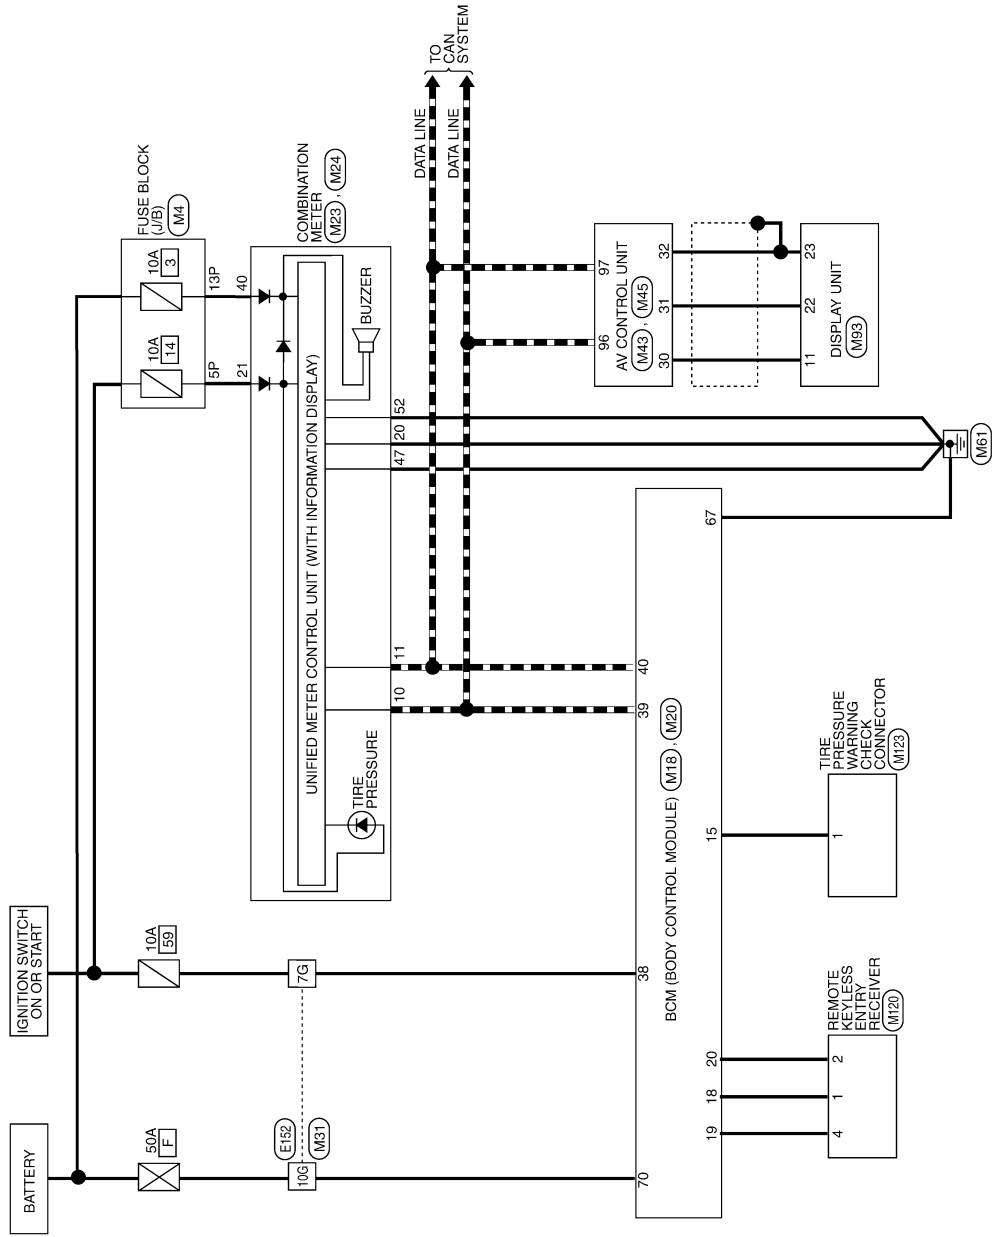 BATTERY
IGNITION SWITCH
ON OR START
50A
F
10A
59
10A
14
10A
3
FUSE BLOCK
(J/B)
M4
5P
13P
10G
7G
E152
M31
21
40
COMBINATION
METER
M23 , M24
UNIFIED METER CONTROL UNIT (WITH INFORMATION DISPLAY)
TIRE
PRESSURE
BUZZER
10
11
47
20
52
DATA LINE
DATA LINE
TO
CAN
SYSTEM
70
38
39
40
67
BCM (BODY CONTROL MODULE) M18 , M20
19
18
20
15
96
97
AV CONTROL UNIT
M43 , M45
30
31
32
11
22
23
DISPLAY UNIT
M93
M61
4
1
2
REMOTE
KEYLESS
ENTRY
RECEIVER
M120
1
TIRE
PRESSURE
WARNING
CHECK
CONNECTOR
M123